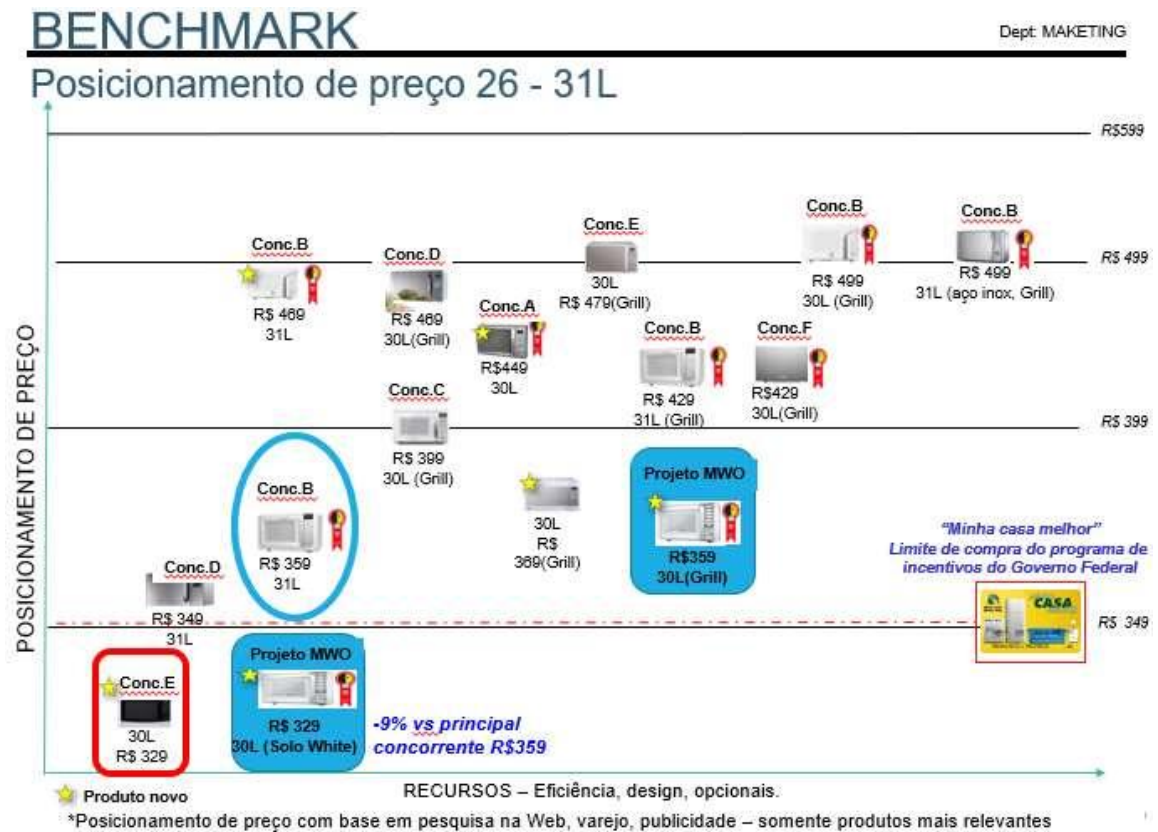 BENCHMARK
Dept: MAKETING
Posicionamento de preço 26 - 31L
R$599
Conc.B
Conc.B
Conc.E
Conc.B
Conc.D
R$ 499
R$ 469
31L
R$ 469
30L(Grill)
30L
R$ 479(Grill)
R$ 499
30L (Grill)
R$ 499
31L (aço inox, Grill)
Conc.A
R$449
30L
Conc.B
R$ 429
31L (Grill)
Conc.F
R$429
30L(Grill)
Conc.C
R$ 399
R$ 399
30L (Grill)
POSICIONAMENTO DE PREÇO
Conc.B
R$ 359
31L
30L
R$
369(Grill)
Projeto MWO
R$359
30L(Grill)
"Minha casa melhor"
Limite de compra do programa de
incentivos do Governo Federal
CASA
Conc.D
R$ 349
31L
R$ 349
Conc.E
30L
R$ 329
Projeto MWO
R$ 329
30L (Solo White)
-9% vs principal
concorrente R$359
Produto novo
RECURSOS – Eficiência, design, opcionais.
*Posicionamento de preço com base em pesquisa na Web, varejo, publicidade – somente produtos mais relevantes